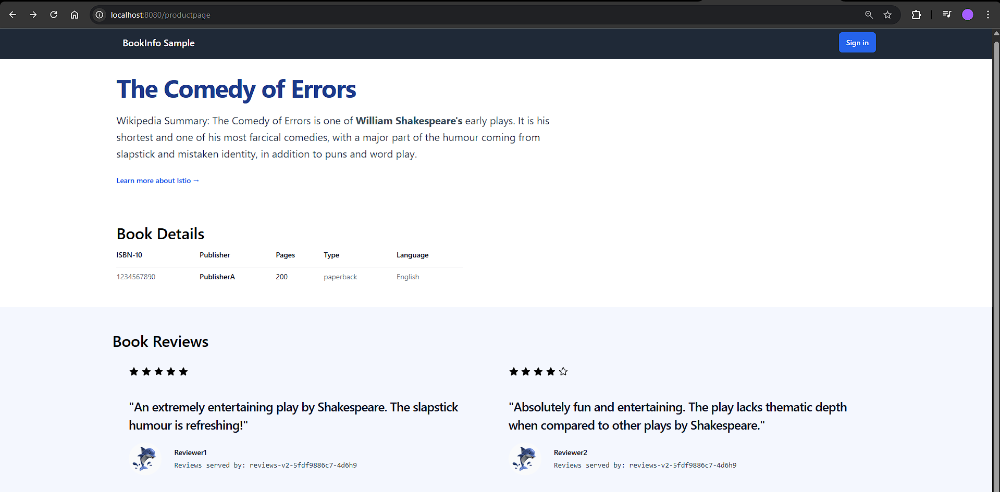 localhost:8080/productpage
BookInfo Sample
Sign in
The Comedy of Errors
Wikipedia Summary: The Comedy of Errors is one of William Shakespeare's early plays. It is his
shortest and one of his most farcical comedies, with a major part of the humour coming from
slapstick and mistaken identity, in addition to puns and word play.
Learn more about Istio →
Book Details
ISBN-10 Publisher Pages Type Language
1234567890 PublisherA 200 paperback English
Book Reviews
"An extremely entertaining play by Shakespeare. The slapstick
humour is refreshing!"
Reviewer1
Reviews served by: reviews-v2-5fdf9886c7-4d6h9
"Absolutely fun and entertaining. The play lacks thematic depth
when compared to other plays by Shakespeare."
Reviewer2
Reviews served by: reviews-v2-5fdf9886c7-4d6h9